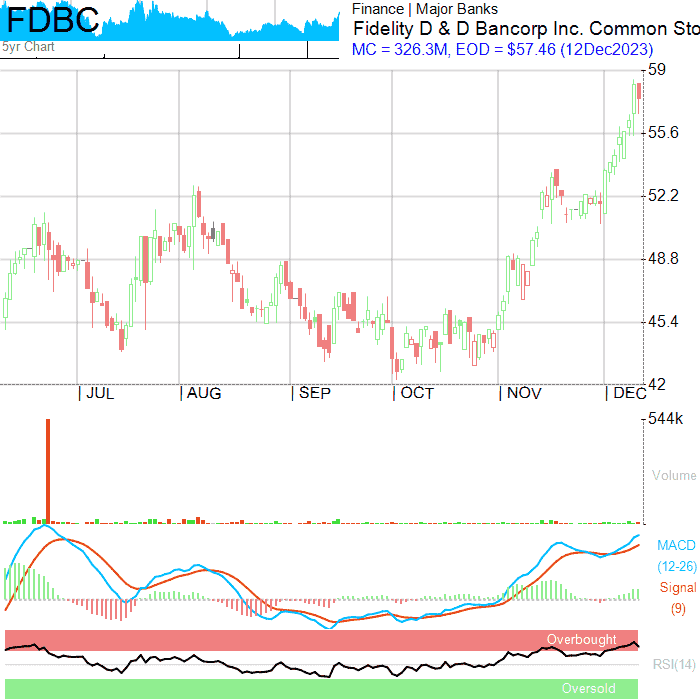 FDBC
5yr Chart
Finance | Major Banks
Fidelity D & D Bancorp Inc. Common Sto
MC = 326.3M, EOD = $57.46 (12Dec2023)
59
55.6
52.2
48.8
45.4
42
JUL AUG SEP OCT NOV DEC
544k
Volume
MACD
(12-26)
Signal
(9)
Overbought
RSI(14)
Oversold